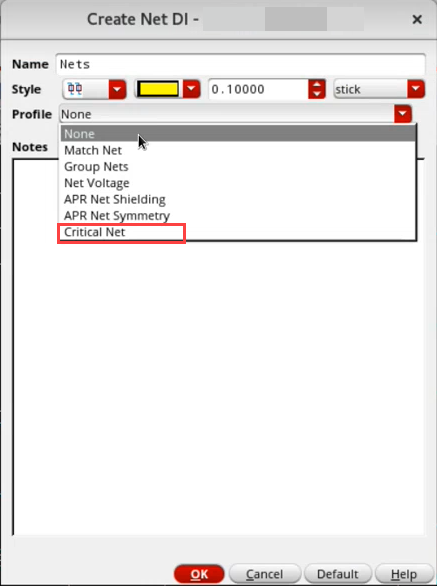 Create Net DI -
Name Nets
Style 0.10000 stick
Profile None
None
Match Net
Group Nets
Net Voltage
APR Net Shielding
APR Net Symmetry
Critical Net
Notes
OK Cancel Default Help